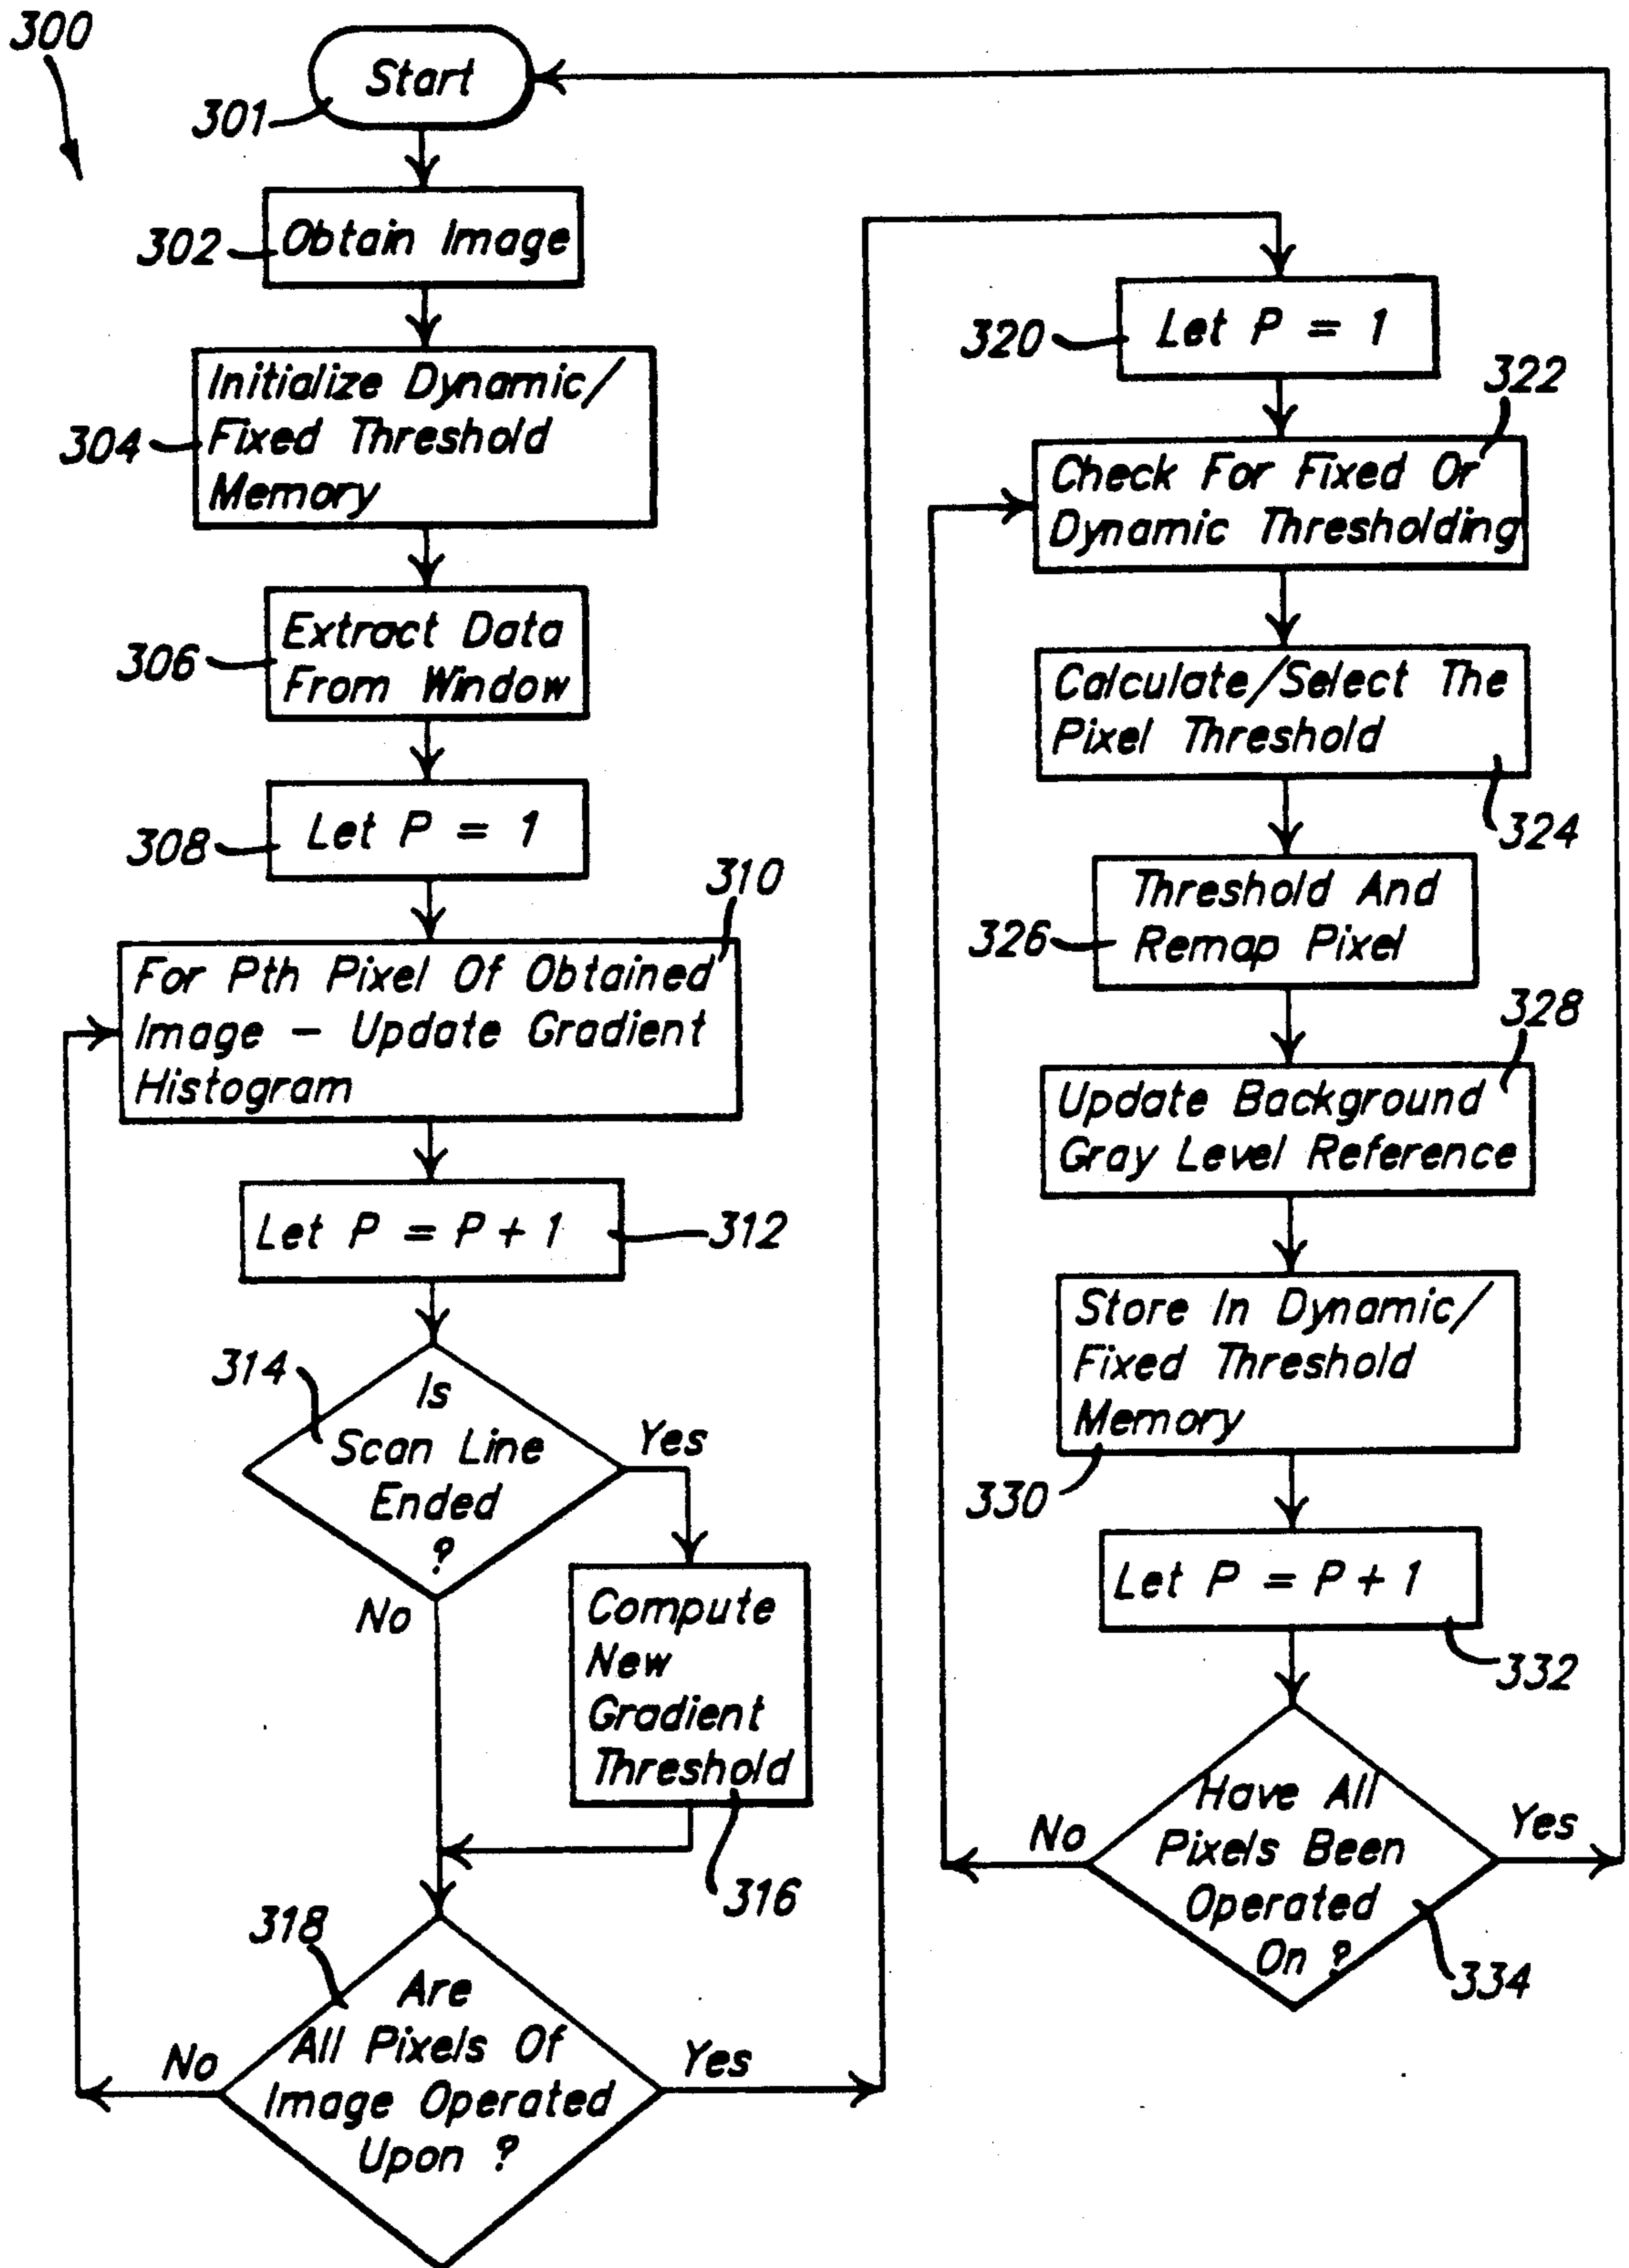 300
Start
301
Obtain Image
302
Initialize Dynamic/
Fixed Threshold
Memory
304
Extract Data
From Window
306
Let P = 1
308
310
For Pth Pixel Of Obtained
Image – Update Gradient
Histogram
Let P = P + 1
312
314
Is
Scan Line
Ended
?
Yes
No
Compute
New
Gradient
Threshold
316
318
Are
All Pixels Of
Image Operated
Upon ?
No
Yes
Let P = 1
320
322
Check For Fixed Or
Dynamic Thresholding
Calculate/Select The
Pixel Threshold
324
Threshold And
Remap Pixel
326
328
Update Background
Gray Level Reference
Store In Dynamic/
Fixed Threshold
Memory
330
Let P = P + 1
332
Have All
Pixels Been
Operated
On ?
No
Yes
334